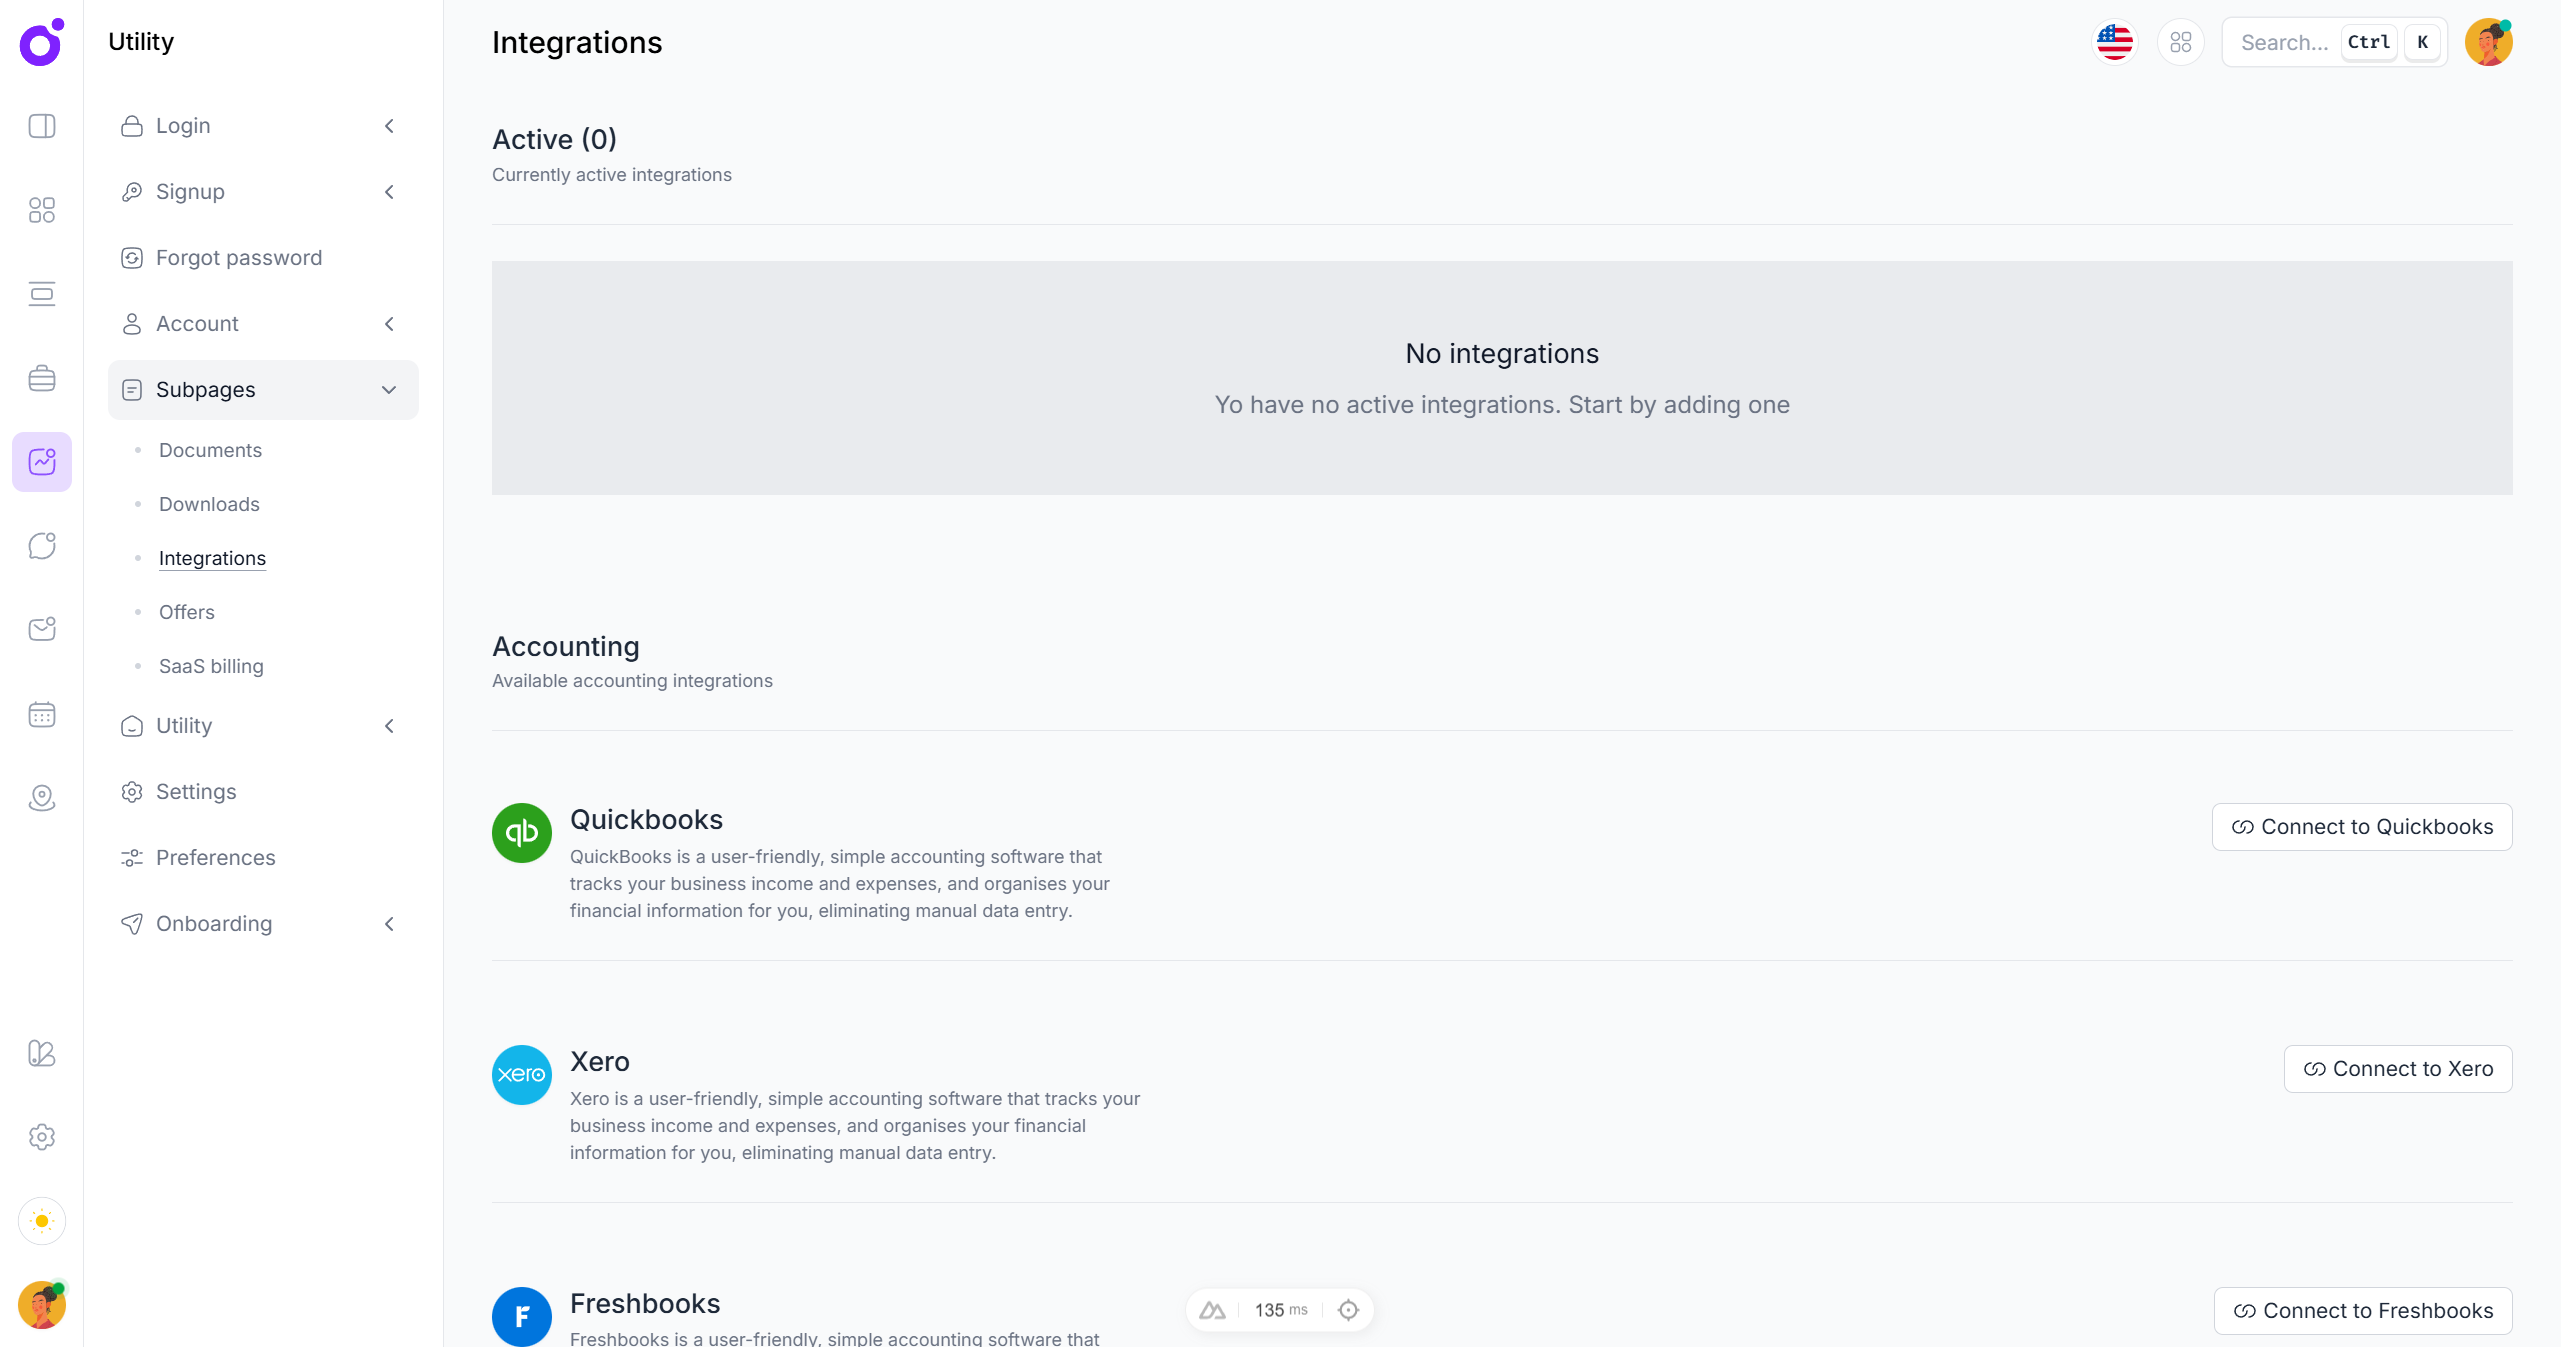 Utility
Login
Signup
Forgot password
Account
Subpages
Documents
Downloads
Integrations
Offers
SaaS billing
Utility
Settings
Preferences
Onboarding
Integrations
Search...
Ctrl
K
Active (0)
Currently active integrations
No integrations
Yo have no active integrations. Start by adding one
Accounting
Available accounting integrations
qb
Quickbooks
QuickBooks is a user-friendly, simple accounting software that
tracks your business income and expenses, and organises your
financial information for you, eliminating manual data entry.
Connect to Quickbooks
xero
Xero
Xero is a user-friendly, simple accounting software that tracks your
business income and expenses, and organises your financial
information for you, eliminating manual data entry.
Connect to Xero
F
Freshbooks
Freshbooks is a user-friendly, simple accounting software that
Connect to Freshbooks
135 ms